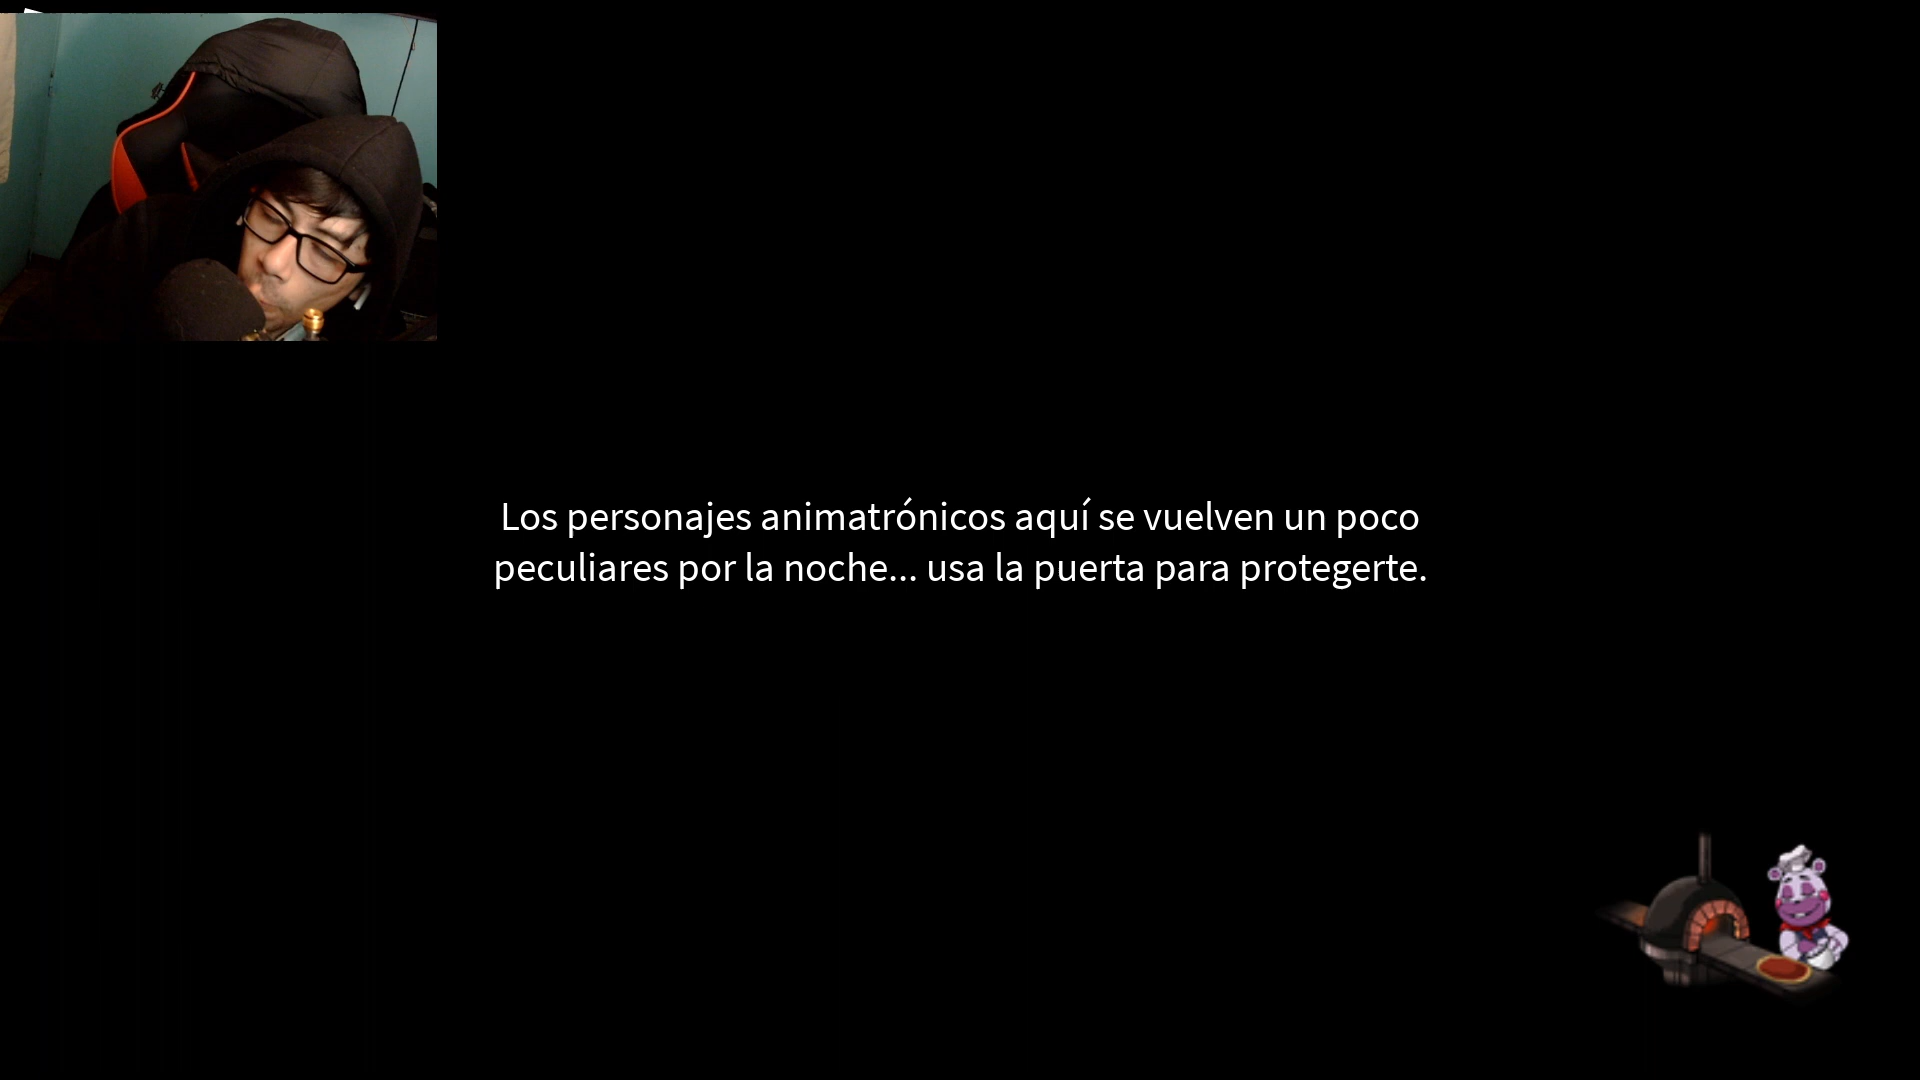 Los personajes animatrónicos aquí se vuelven un poco
peculiares por la noche... usa la puerta para protegerte.